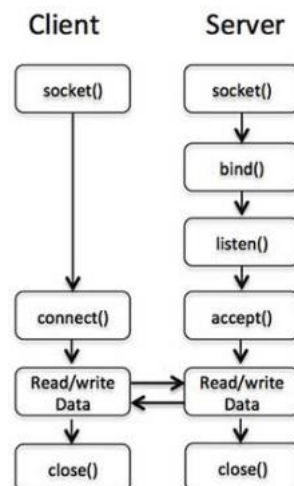 Client
Server
socket()
socket()
bind()
listen()
connect()
accept()
Read/write
Data
Read/write
Data
close()
close()